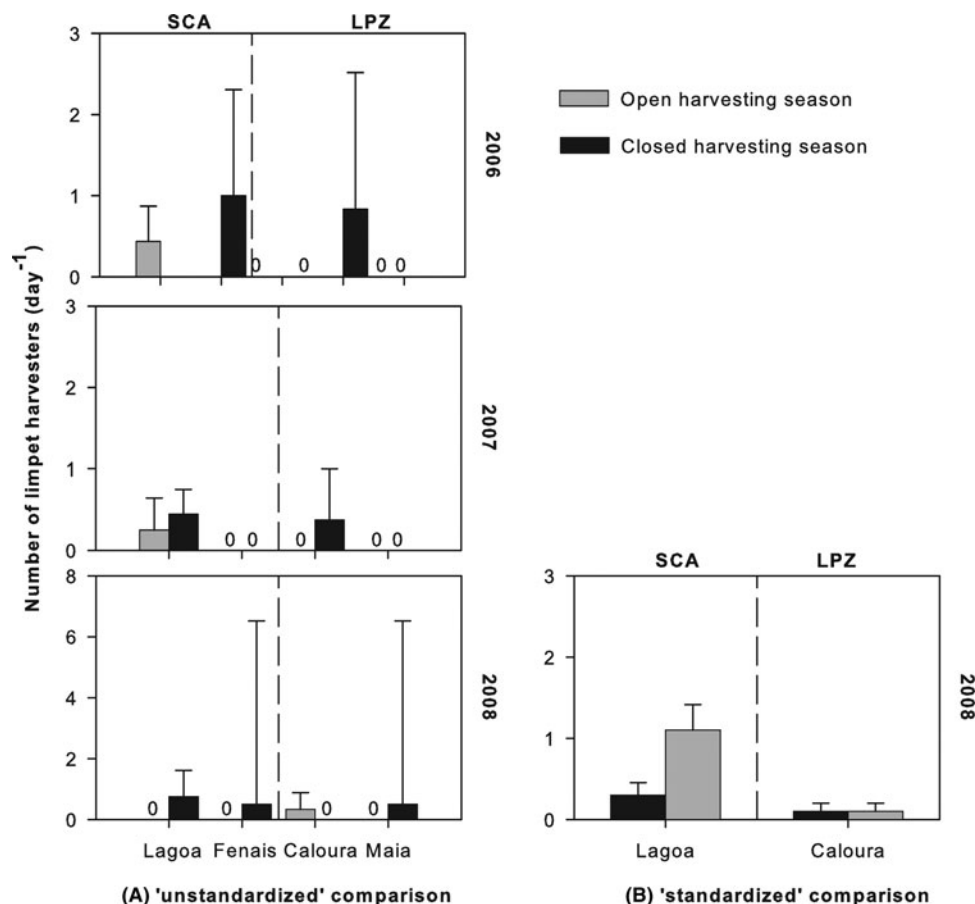 SCA LPZ
3
2
1
0
0 0 0 0
2006
Open harvesting season
Closed harvesting season
Number of limpet harvesters (day-1)
3
2
1
0
0 0 0 0 0
2007
8
6
4
2
0
0 0 0 0
2008
Lagoa Fenais Caloura Maia
(A) 'unstandardized' comparison
SCA LPZ
3
2
1
0
2008
Lagoa Caloura
(B) 'standardized' comparison